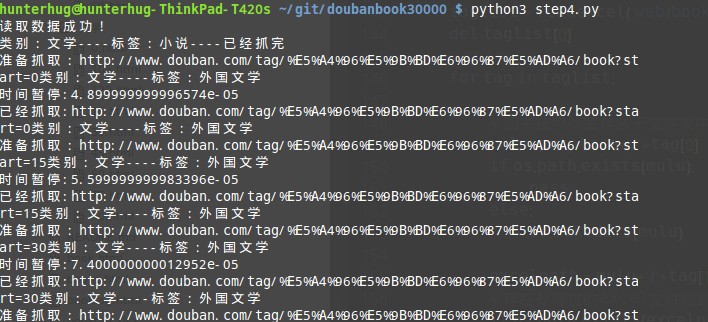 hunterhug@hunterhug-ThinkPad-T420s ~/git/doubanbook30000 $ python3 step4.py
读取数据成功！
类别：文学----标签：小说----已经抓完
准备抓取：http://www.douban.com/tag/%E5%A4%96%E5%9B%BD%E6%96%87%E5%AD%A6/book?st
art=0类别：文学----标签：外国文学
时间暂停:4.899999999996574e-05
已经抓取:http://www.douban.com/tag/%E5%A4%96%E5%9B%BD%E6%96%87%E5%AD%A6/book?sta
rt=0类别：文学----标签：外国文学
准备抓取：http://www.douban.com/tag/%E5%A4%96%E5%9B%BD%E6%96%87%E5%AD%A6/book?st
art=15类别：文学----标签：外国文学
时间暂停:5.599999999983396e-05
已经抓取:http://www.douban.com/tag/%E5%A4%96%E5%9B%BD%E6%96%87%E5%AD%A6/book?sta
rt=15类别：文学----标签：外国文学
准备抓取：http://www.douban.com/tag/%E5%A4%96%E5%9B%BD%E6%96%87%E5%AD%A6/book?st
art=30类别：文学----标签：外国文学
时间暂停:7.400000000012952e-05
已经抓取:http://www.douban.com/tag/%E5%A4%96%E5%9B%BD%E6%96%87%E5%AD%A6/book?sta
rt=30类别：文学----标签：外国文学
准备抓取：http://www.douban.com/tag/%E5%A4%96%E5%9B%BD%E6%96%87%E5%AD%A6/book?st